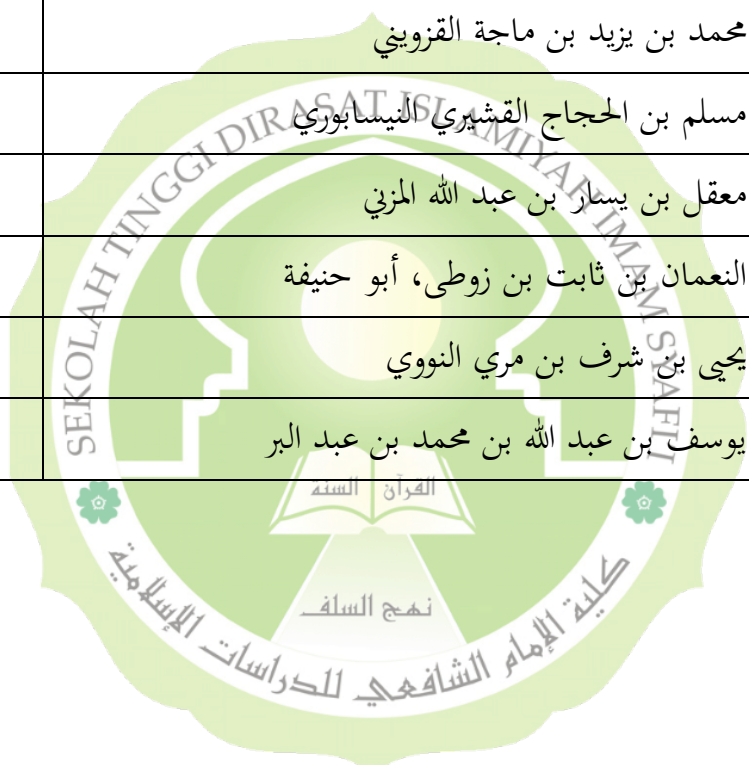 محمد بن يزيد بن ماجة القزويني
مسلم بن الحجاج القشيري النيسابوري
معقل بن يسار بن عبد الله المزني
النعمان بن ثابت بن زوطى، أبو حنيفة
يحيى بن شرف بن مري النووي
يوسف بن عبد الله بن محمد بن عبد البر
SEKOLAH TINGGI DIRASAT ISLAMIYAH IMAM SYAFI'I
القرآن السنة
نهج السلف
كلية الإمام الشافعي للدراسات الإسلامية